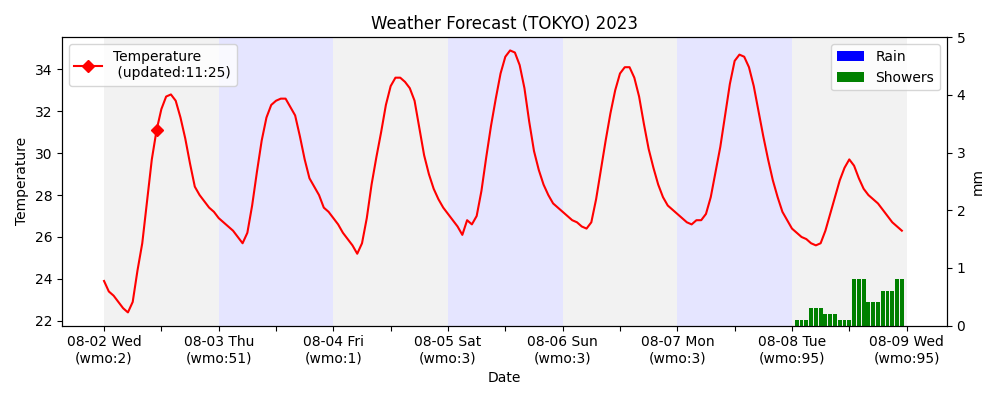 Weather Forecast (TOKYO) 2023
Temperature
(updated:11:25)
Rain
Showers
Temperature
34
32
30
28
26
24
22
5
4
3
2
1
0
mm
08-02 Wed
(wmo:2)
08-03 Thu
(wmo:51)
08-04 Fri
(wmo:1)
08-05 Sat
(wmo:3)
08-06 Sun
(wmo:3)
08-07 Mon
(wmo:3)
08-08 Tue
(wmo:95)
08-09 Wed
(wmo:95)
Date